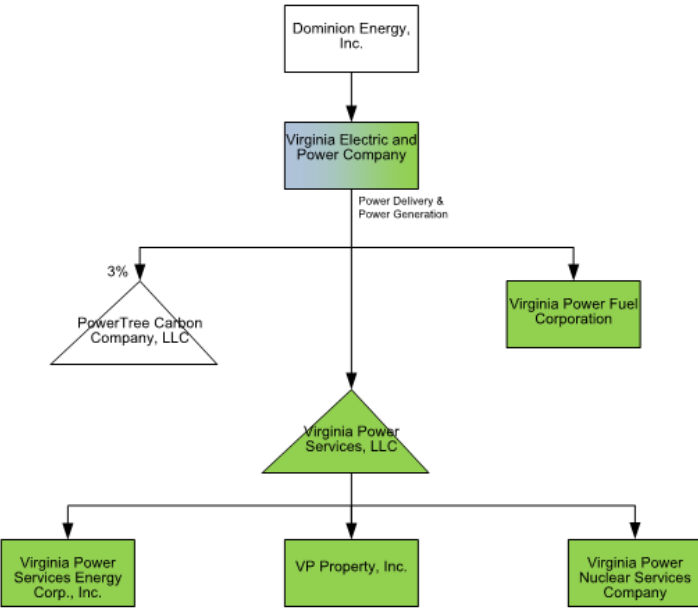 Dominion Energy,
Inc.
Virginia Electric and
Power Company
Power Delivery &
Power Generation
3%
PowerTree Carbon
Company, LLC
Virginia Power Fuel
Corporation
Virginia Power
Services, LLC
Virginia Power
Services Energy
Corp., Inc.
VP Property, Inc.
Virginia Power
Nuclear Services
Company